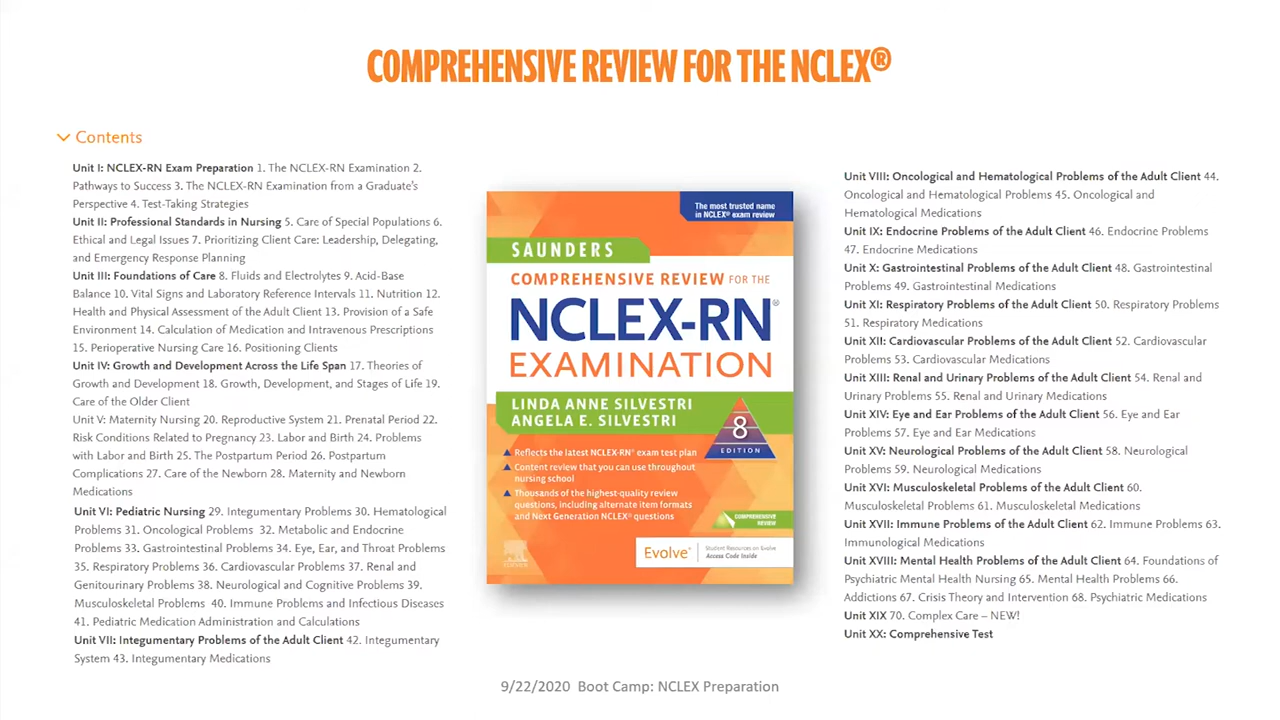 COMPREHENSIVE REVIEW FOR THE NCLEX®
Contents
Unit I: NCLEX-RN Exam Preparation 1. The NCLEX-RN Examination 2.
Pathways to Success 3. The NCLEX-RN Examination from a Graduate's
Perspective 4. Test-Taking Strategies
Unit II: Professional Standards in Nursing 5. Care of Special Populations 6.
Ethical and Legal Issues 7. Prioritizing Client Care: Leadership, Delegating,
and Emergency Response Planning
Unit III: Foundations of Care 8. Fluids and Electrolytes 9. Acid-Base
Balance 10. Vital Signs and Laboratory Reference Intervals 11. Nutrition 12.
Health and Physical Assessment of the Adult Client 13. Provision of a Safe
Environment 14. Calculation of Medication and Intravenous Prescriptions
15. Perioperative Nursing Care 16. Positioning Clients
Unit IV: Growth and Development Across the Life Span 17. Theories of
Growth and Development 18. Growth, Development, and Stages of Life 19.
Care of the Older Client
Unit V: Maternity Nursing 20. Reproductive System 21. Prenatal Period 22.
Risk Conditions Related to Pregnancy 23. Labor and Birth 24. Problems
with Labor and Birth 25. The Postpartum Period 26. Postpartum
Complications 27. Care of the Newborn 28. Maternity and Newborn
Medications
Unit VI: Pediatric Nursing 29. Integumentary Problems 30. Hematological
Problems 31. Oncological Problems 32. Metabolic and Endocrine
Problems 33. Gastrointestinal Problems 34. Eye, Ear, and Throat Problems
35. Respiratory Problems 36. Cardiovascular Problems 37. Renal and
Genitourinary Problems 38. Neurological and Cognitive Problems 39.
Musculoskeletal Problems 40. Immune Problems and Infectious Diseases
41. Pediatric Medication Administration and Calculations
Unit VII: Integumentary Problems of the Adult Client 42. Integumentary
System 43. Integumentary Medications
The most trusted name
in NCLEX® exam review
SAUNDERS
COMPREHENSIVE REVIEW FOR THE
NCLEX-RN®
EXAMINATION
LINDA ANNE SILVESTRI
ANGELA E. SILVESTRI
8
EDITION
Reflects the latest NCLEX-RN® exam test plan
Content review that you can use throughout
nursing school
Thousands of the highest-quality review
questions, including alternate item formats
and Next Generation NCLEX® questions
COMPREHENSIVE
REVIEW
ELSEVIER
Evolve®
Student Resources on Evolve
Access Code Inside
Unit VIII: Oncological and Hematological Problems of the Adult Client 44.
Oncological and Hematological Problems 45. Oncological and
Hematological Medications
Unit IX: Endocrine Problems of the Adult Client 46. Endocrine Problems
47. Endocrine Medications
Unit X: Gastrointestinal Problems of the Adult Client 48. Gastrointestinal
Problems 49. Gastrointestinal Medications
Unit XI: Respiratory Problems of the Adult Client 50. Respiratory Problems
51. Respiratory Medications
Unit XII: Cardiovascular Problems of the Adult Client 52. Cardiovascular
Problems 53. Cardiovascular Medications
Unit XIII: Renal and Urinary Problems of the Adult Client 54. Renal and
Urinary Problems 55. Renal and Urinary Medications
Unit XIV: Eye and Ear Problems of the Adult Client 56. Eye and Ear
Problems 57. Eye and Ear Medications
Unit XV: Neurological Problems of the Adult Client 58. Neurological
Problems 59. Neurological Medications
Unit XVI: Musculoskeletal Problems of the Adult Client 60.
Musculoskeletal Problems 61. Musculoskeletal Medications
Unit XVII: Immune Problems of the Adult Client 62. Immune Problems 63.
Immunological Medications
Unit XVIII: Mental Health Problems of the Adult Client 64. Foundations of
Psychiatric Mental Health Nursing 65. Mental Health Problems 66.
Addictions 67. Crisis Theory and Intervention 68. Psychiatric Medications
Unit XIX 70. Complex Care – NEW!
Unit XX: Comprehensive Test
9/22/2020 Boot Camp: NCLEX Preparation